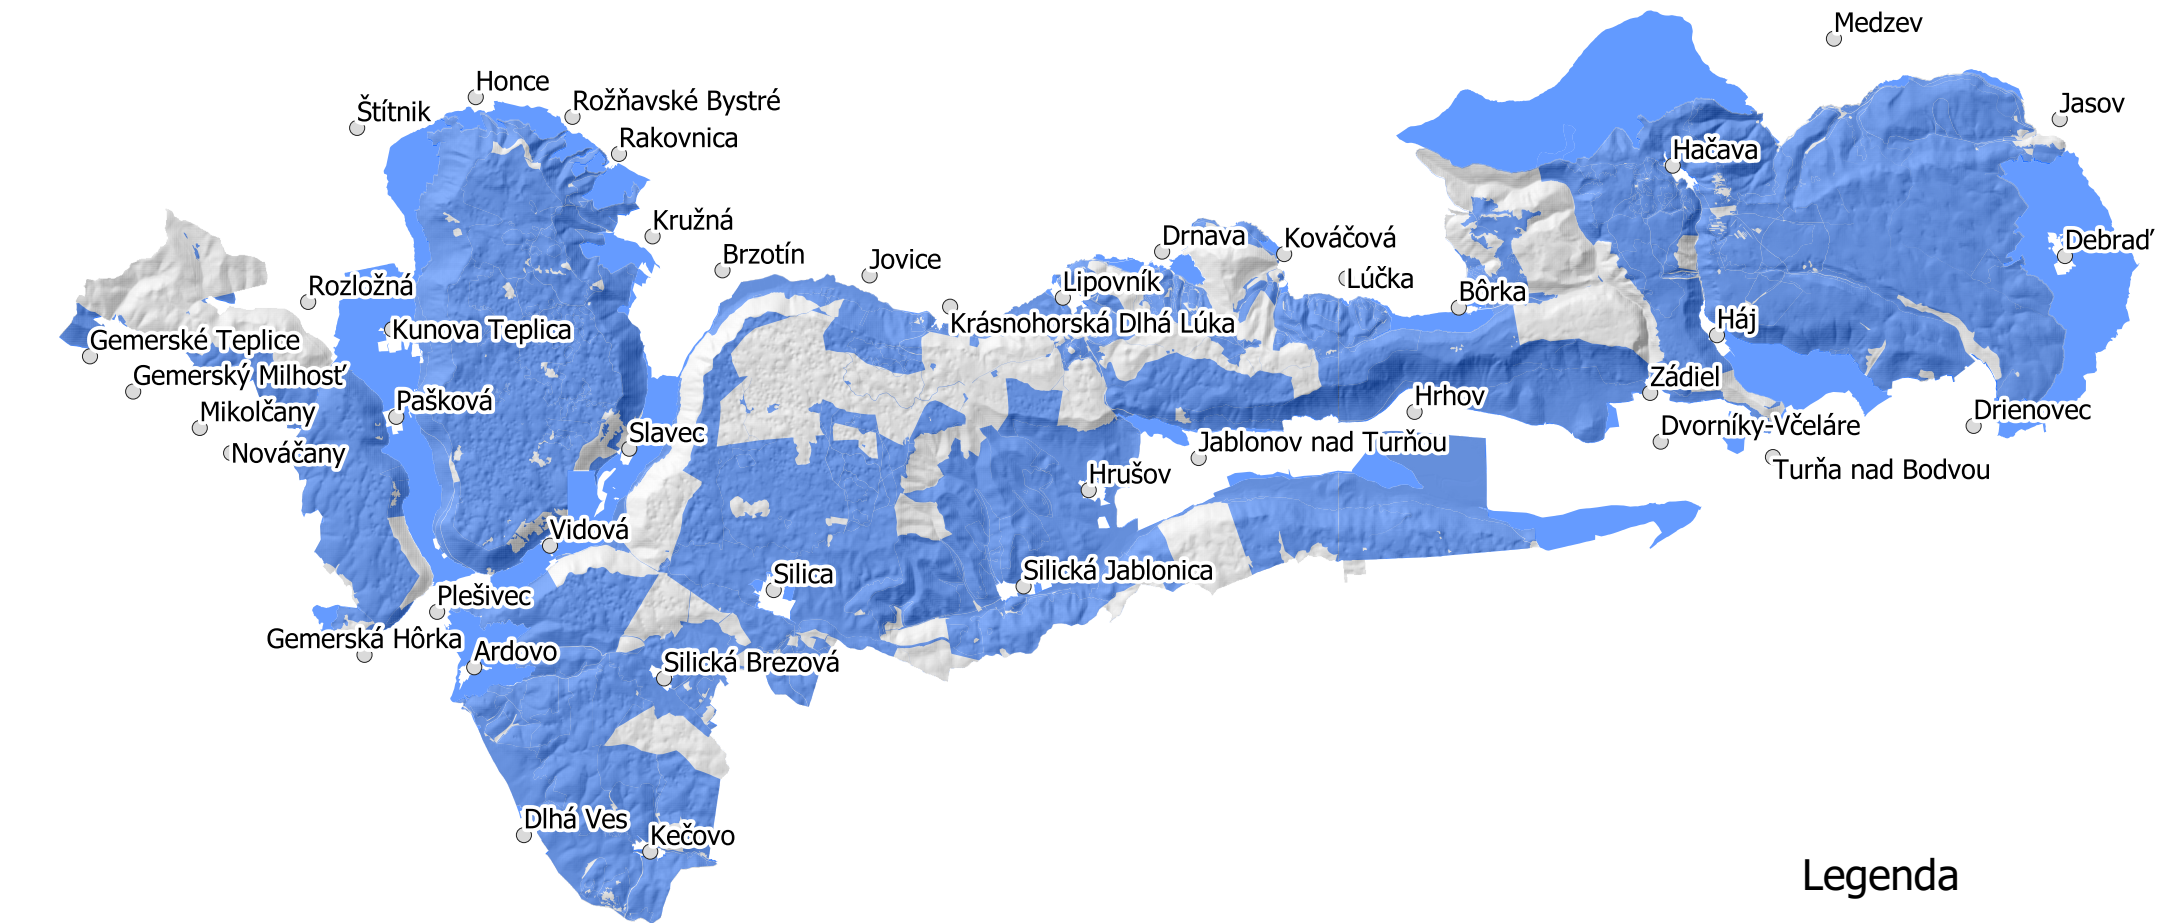 Medzev
Honce
Rožňavské Bystré
Štítnik
Jasov
Rakovnica
Hačava
Kružná
Drnava
Kováčová
Debraď
Brzotín
Jovice
Lúčka
Lipovník
Rozložná
Bôrka
Háj
Krásnohorská Dlhá Lúka
Kunova Teplica
Gemerské Teplice
Gemerský Milhosť
Zádiel
Hrhov
Pašková
Mikolčany
Drienovec
Dvorníky-Včeláre
Slavec
Jablonov nad Turňou
Nováčany
Turňa nad Bodvou
Hrušov
Vidová
Silica
Silická Jablonica
Plešivec
Gemerská Hôrka
Ardovo
Silická Brezová
Dlhá Ves
Kečovo
Legenda